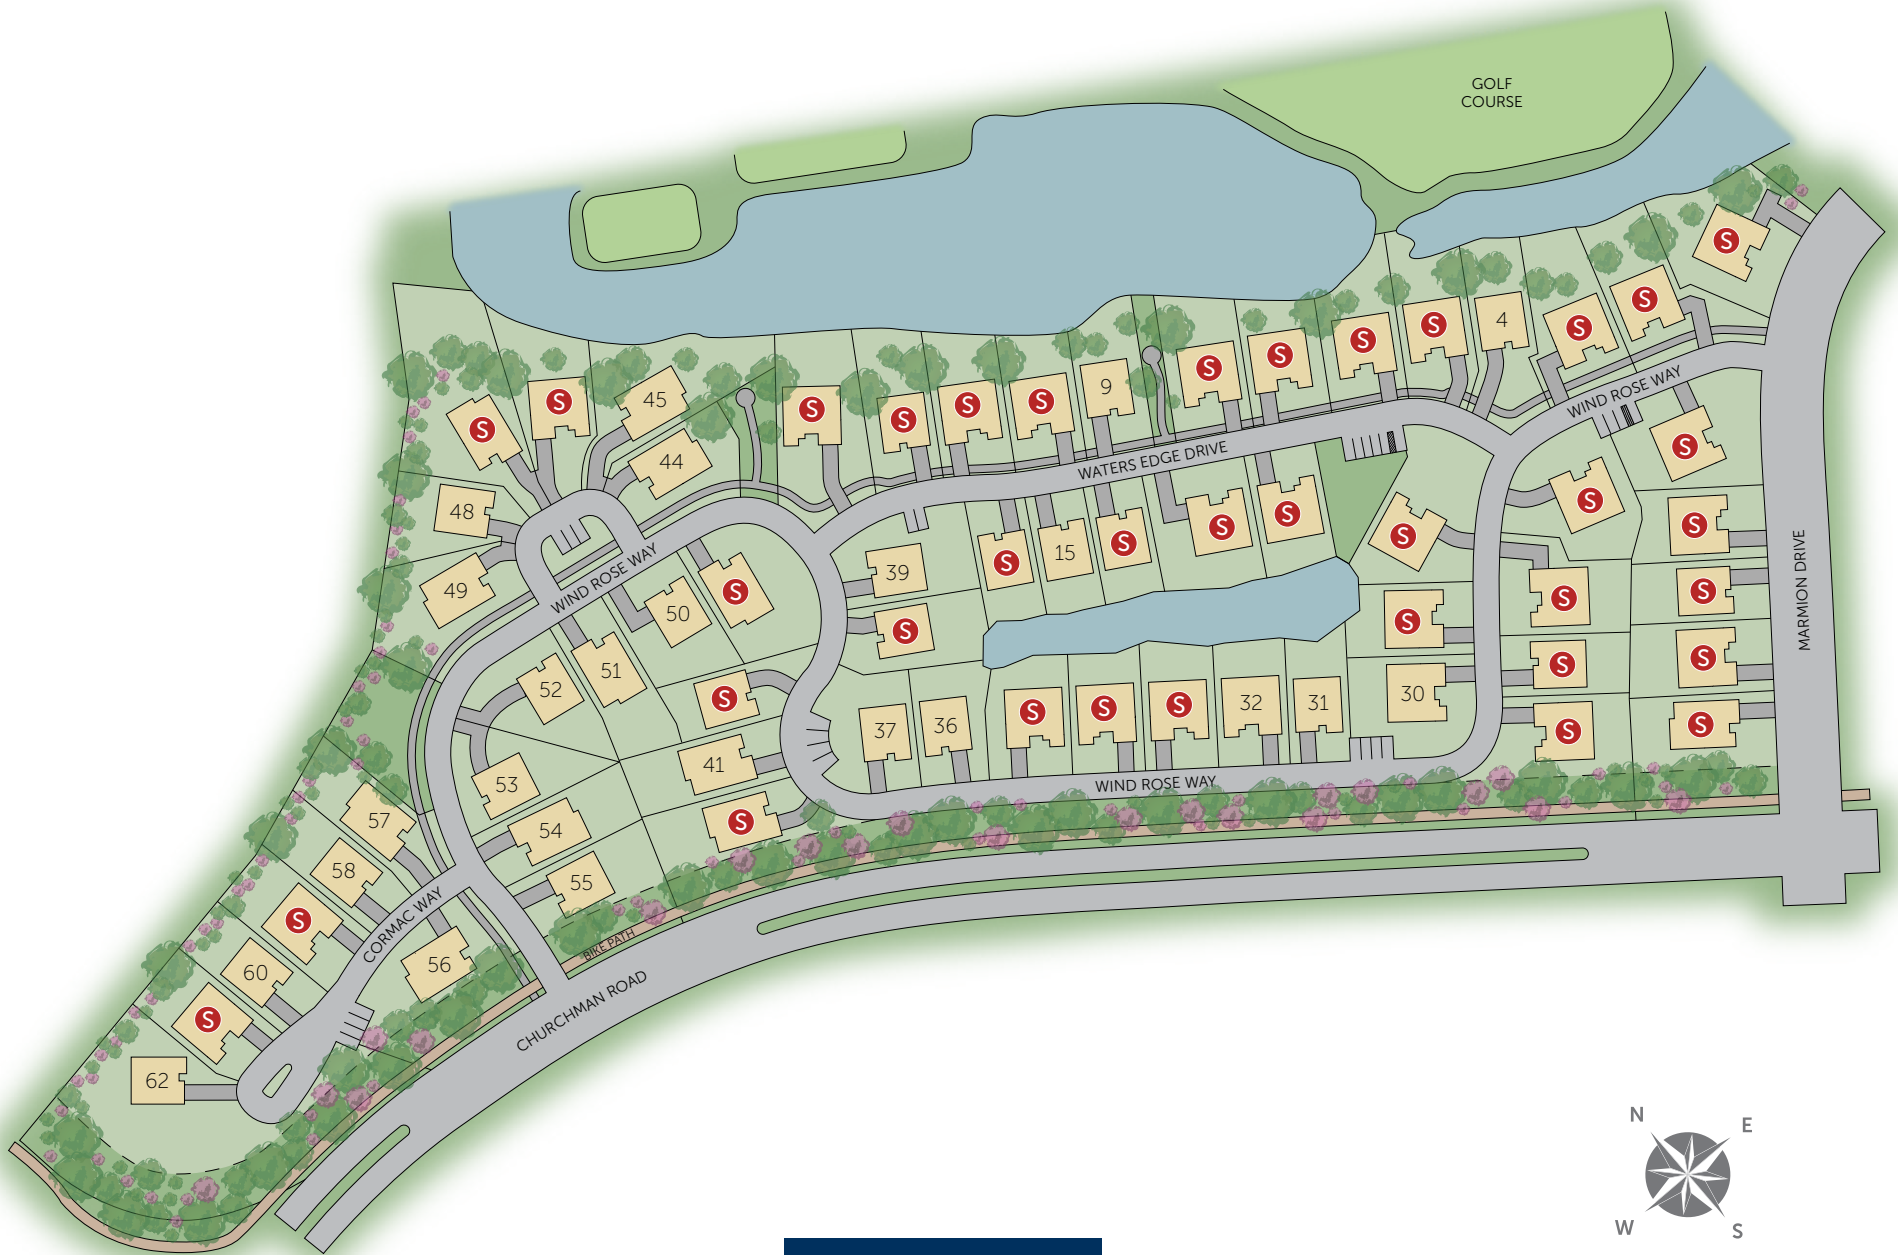 GOLF
COURSE
S
S
S
4
S
S
S
S
S
9
S
S
S
S
S
S
45
44
WIND ROSE WAY
WATERS EDGE DRIVE
S
S
S
48
49
WIND ROSE WAY
50
S
39
S
S
15
S
S
S
S
S
S
MARMION DRIVE
S
S
S
S
S
S
51
52
S
37
36
S
S
S
32
31
30
S
S
41
S
53
54
55
WIND ROSE WAY
57
58
S
60
S
62
CORMAC WAY
56
BIKE PATH
CHURCHMAN ROAD
N
E
W
S